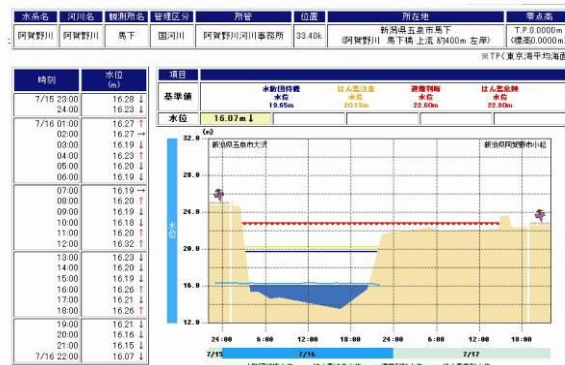 水系名 河川名 観測所名 管理区分 所管 位置 所在地 零点高
阿賀野川 阿賀野川 馬下 国河川 阿賀野川河川事務所 33.40k 新潟県五泉市馬下 T.P.0.0000m
(阿賀野川 馬下橋上流 約400m 左岸) (標高0.0000m)
※TP(東京湾平均海面
時刻 水位
(m)
7/15 23:00 16.28 ↓
24:00 16.23 ↓
7/16 01:00 16.27 ↑
02:00 16.27 →
03:00 16.19 ↓
04:00 16.23 ↑
05:00 16.20 ↓
06:00 16.19 ↓
07:00 16.19 →
08:00 16.20 ↑
09:00 16.19 ↓
10:00 16.18 ↓
11:00 16.20 ↑
12:00 16.32 ↑
13:00 16.23 ↓
14:00 16.20 ↓
15:00 16.19 ↓
16:00 16.26 ↑
17:00 16.21 ↓
18:00 16.26 ↑
19:00 16.21 ↓
20:00 16.16 ↓
21:00 16.15 ↓
7/16 22:00 16.07 ↓
項目
基準値
水防団待機 はん濫注意 避難判断 はん濫危険
水位 水位 水位 水位
19.65m 20.15m 22.60m 22.80m
水位 16.07m ↓
(m)
32.0
新潟県五泉市大沢 新潟県阿賀野市小松
28.0
24.0
水位
20.0
16.0
12.0
24:00 6:00 12:00 18:00 24:00 6:00 12:00 18:00
7/15 7/16 7/17